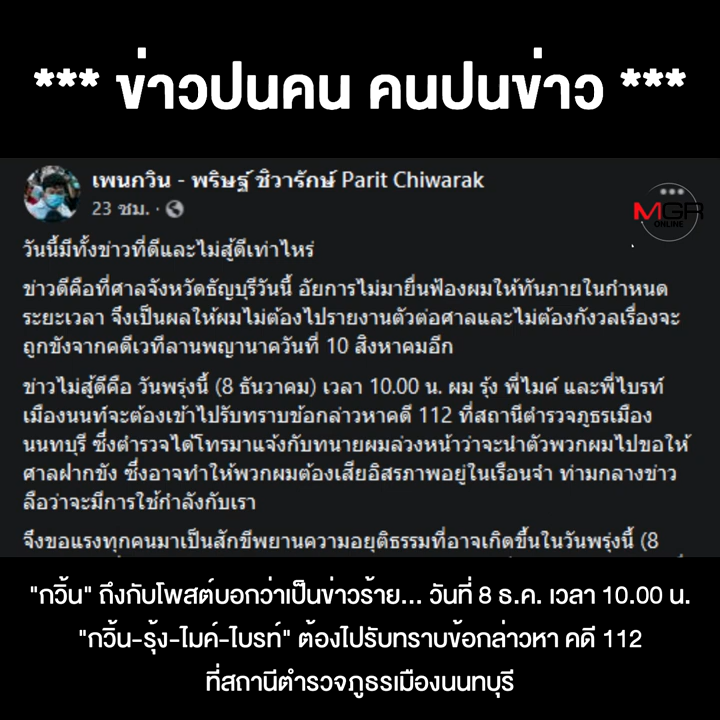 *** ข่าวปนคน คนปนข่าว ***
เพนกวิน - พริษฐ์ ชิวารักษ์ Parit Chiwarak
23 ชม. ·
MGR
ONLINE
วันนี้มีทั้งข่าวที่ดีและไม่สู้ดีเท่าไหร่
ข่าวดีคือที่ศาลจังหวัดธัญบุรีวันนี้ อัยการไม่มายื่นฟ้องผมให้ทันภายในกำหนด
ระยะเวลา จึงเป็นผลให้ผมไม่ต้องไปรายงานตัวต่อศาลและไม่ต้องกังวลเรื่องจะ
ถูกขังจากคดีเวทีลานพญานาควันที่ 10 สิงหาคมอีก
ข่าวไม่สู้ดีคือ วันพรุ่งนี้ (8 ธันวาคม) เวลา 10.00 น. ผม รุ้ง พี่ไมค์ และพี่ไบรท์
เมืองนนท์จะต้องเข้าไปรับทราบข้อกล่าวหาคดี 112 ที่สถานีตำรวจภูธรเมือง
นนทบุรี ซึ่งตำรวจได้โทรมาแจ้งกับทนายผมล่วงหน้าว่าจะนำตัวพวกผมไปขอให้
ศาลฝากขัง ซึ่งอาจทำให้พวกผมต้องเสียอิสรภาพอยู่ในเรือนจำ ท่ามกลางข่าว
ลือว่าจะมีการใช้กำลังกับเรา
จึงขอแรงทุกคนมาเป็นสักขีพยานความอยุติธรรมที่อาจเกิดขึ้นในวันพรุ่งนี้ (8
"กวิ้น" ถึงกับโพสต์บอกว่าเป็นข่าวร้าย... วันที่ 8 ธ.ค. เวลา 10.00 น.
"กวิ้น-รุ้ง-ไมค์-ไบรท์" ต้องไปรับทราบข้อกล่าวหา คดี 112
ที่สถานีตำรวจภูธรเมืองนนทบุรี